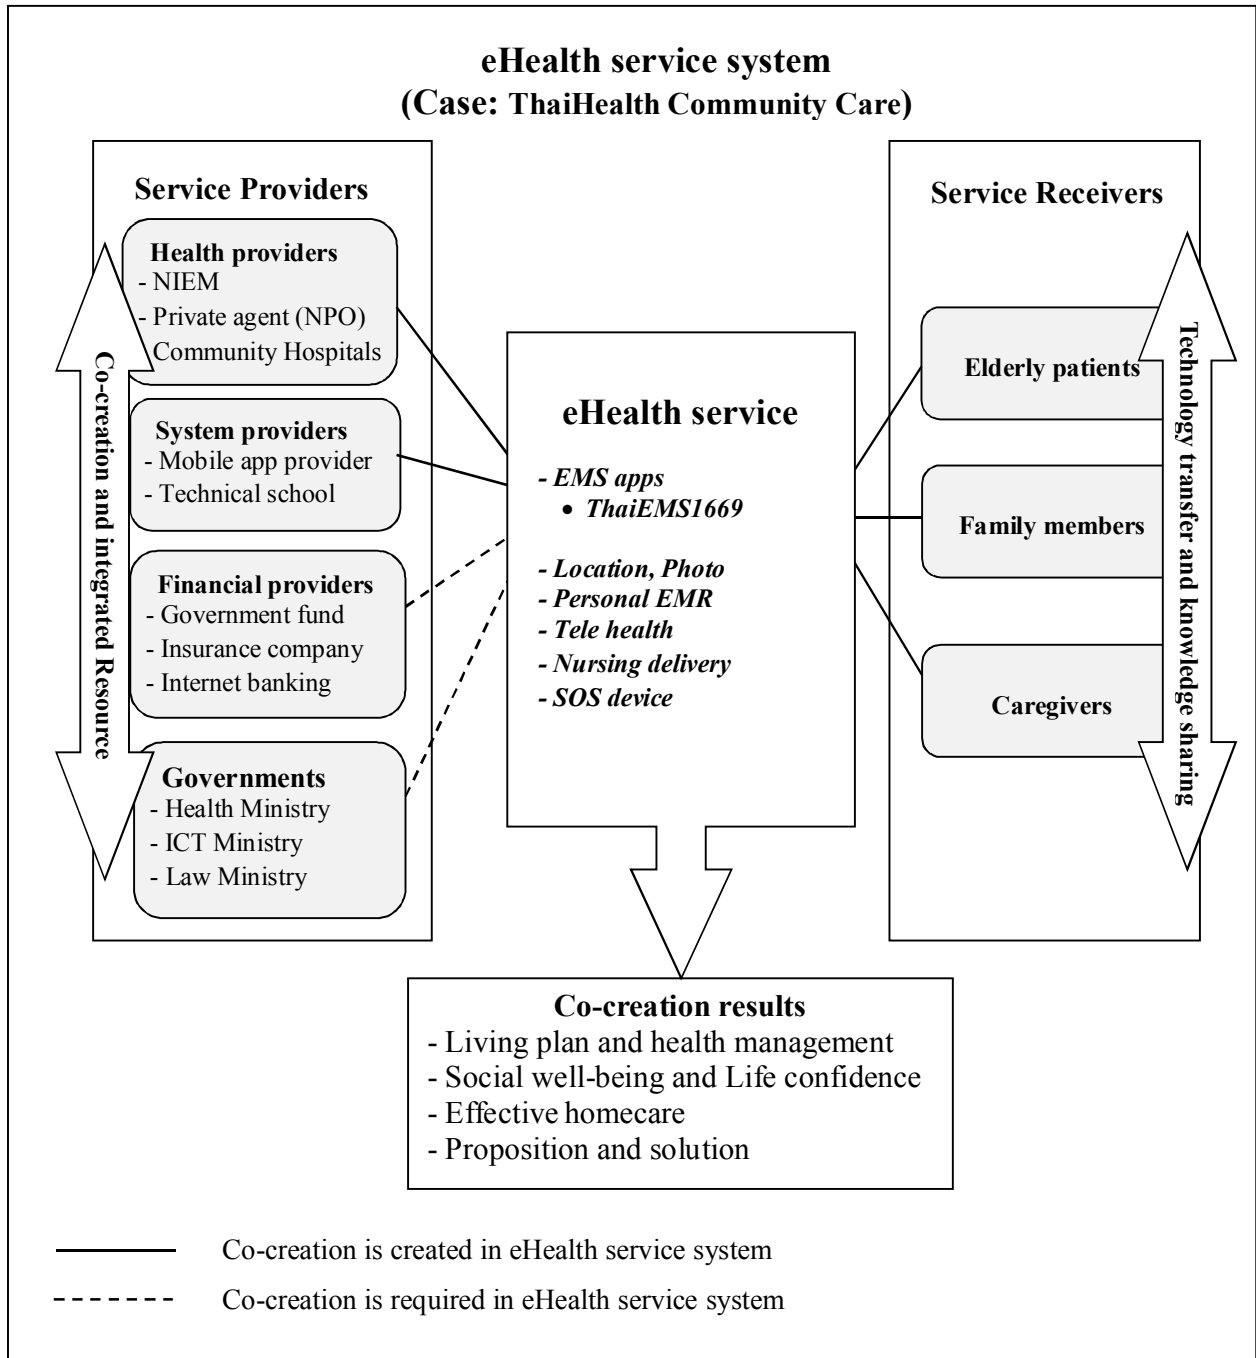 eHealth service system
(Case: ThaiHealth Community Care)
Service Providers
Health providers
- NIEM
- Private agent (NPO)
Community Hospitals
System providers
- Mobile app provider
- Technical school
Financial providers
- Government fund
- Insurance company
- Internet banking
Governments
- Health Ministry
- ICT Ministry
- Law Ministry
Co-creation and integrated Resource
eHealth service
- EMS apps
• ThaiEMS1669
- Location, Photo
- Personal EMR
- Tele health
- Nursing delivery
- SOS device
Service Receivers
Elderly patients
Family members
Caregivers
Technology transfer and knowledge sharing
Co-creation results
- Living plan and health management
- Social well-being and Life confidence
- Effective homecare
- Proposition and solution
Co-creation is created in eHealth service system
Co-creation is required in eHealth service system